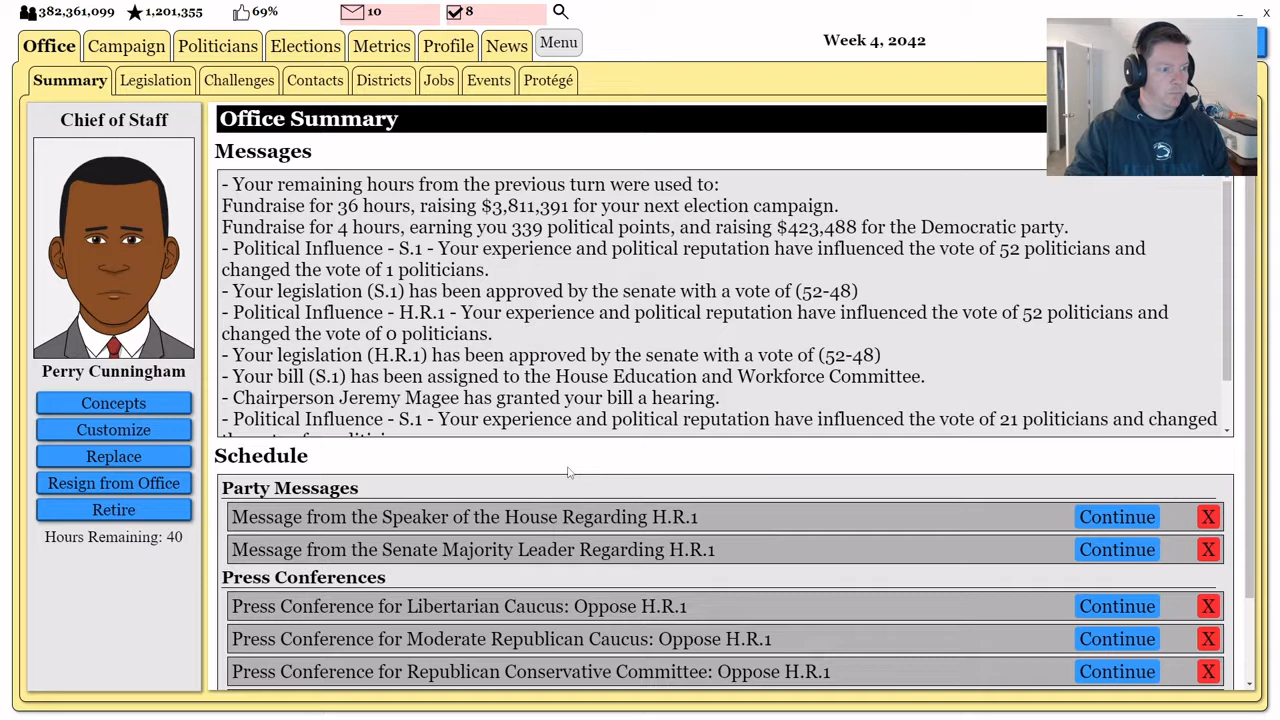 382,361,099 1,201,355 69% 10 8
Office Campaign Politicians Elections Metrics Profile News Menu
Week 4, 2042
Summary Legislation Challenges Contacts Districts Jobs Events Protégé
Chief of Staff
Perry Cunningham
Concepts
Customize
Replace
Resign from Office
Retire
Hours Remaining: 40
Office Summary
Messages
- Your remaining hours from the previous turn were used to:
Fundraise for 36 hours, raising $3,811,391 for your next election campaign.
Fundraise for 4 hours, earning you 339 political points, and raising $423,488 for the Democratic party.
- Political Influence - S.1 - Your experience and political reputation have influenced the vote of 52 politicians and
changed the vote of 1 politicians.
- Your legislation (S.1) has been approved by the senate with a vote of (52-48)
- Political Influence - H.R.1 - Your experience and political reputation have influenced the vote of 52 politicians and
changed the vote of 0 politicians.
- Your legislation (H.R.1) has been approved by the senate with a vote of (52-48)
- Your bill (S.1) has been assigned to the House Education and Workforce Committee.
- Chairperson Jeremy Magee has granted your bill a hearing.
- Political Influence - S.1 - Your experience and political reputation have influenced the vote of 21 politicians and changed
Schedule
Party Messages
Message from the Speaker of the House Regarding H.R.1 Continue X
Message from the Senate Majority Leader Regarding H.R.1 Continue X
Press Conferences
Press Conference for Libertarian Caucus: Oppose H.R.1 Continue X
Press Conference for Moderate Republican Caucus: Oppose H.R.1 Continue X
Press Conference for Republican Conservative Committee: Oppose H.R.1 Continue X